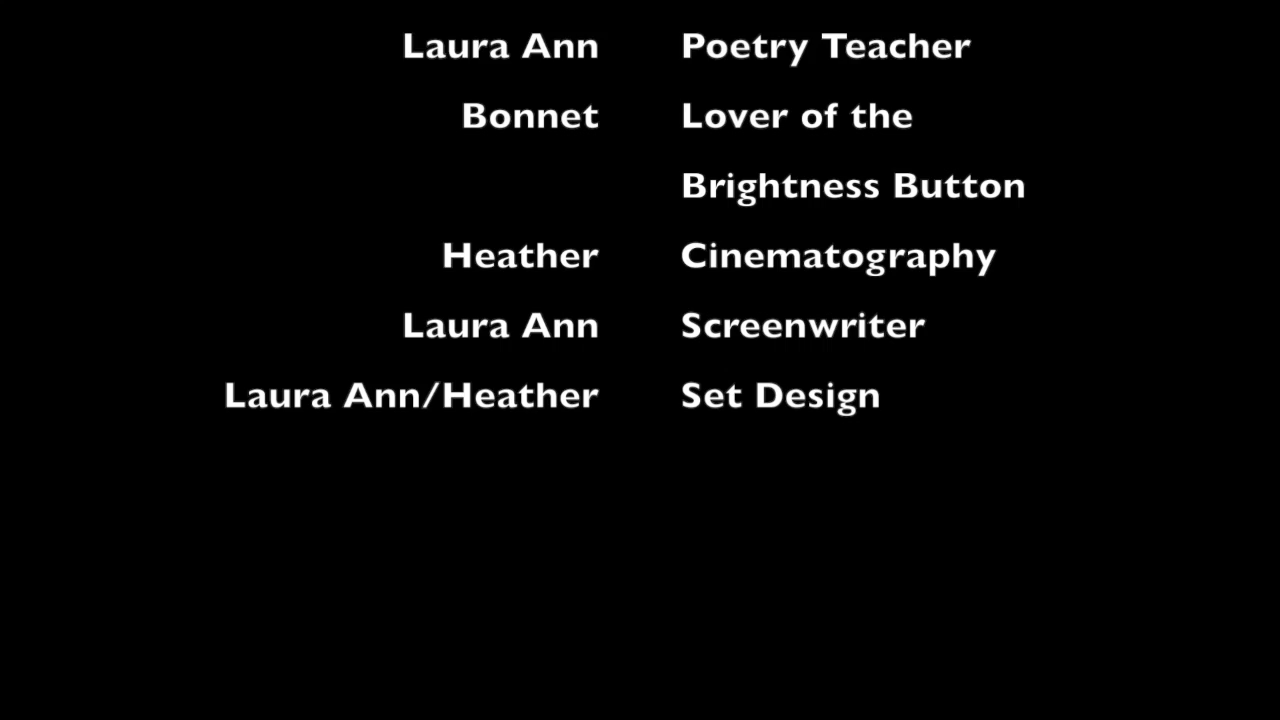 Laura Ann Poetry Teacher
Bonnet Lover of the
Brightness Button
Heather Cinematography
Laura Ann Screenwriter
Laura Ann/Heather Set Design